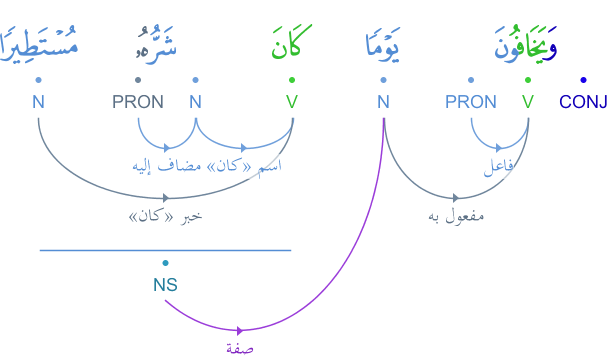 وَيَخَافُونَ يَوْمًا كَانَ شَرُّهُۥ مُسْتَطِيرًا
CONJ V PRON N V N PRON N
فاعل اسم «كان» مضاف إليه
مفعول به خبر «كان»
NS
صفة